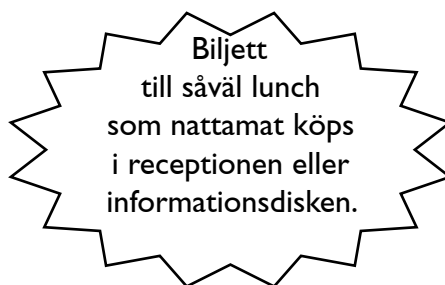 Biljett
till såväl lunch
som nattamat köps
i receptionen eller
informationsdisken.